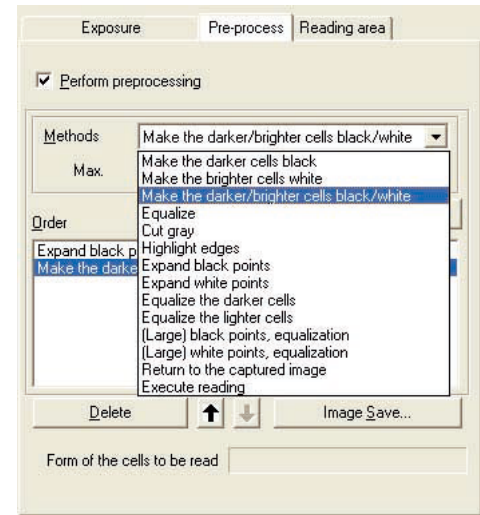 Exposure Pre-process Reading area
Perform preprocessing
Methods Make the darker/brighter cells black/white
Max.
Make the darker cells black
Make the brighter cells white
Make the darker/brighter cells black/white
Equalize
Cut gray
Highlight edges
Expand black points
Expand white points
Equalize the darker cells
Equalize the lighter cells
(Large) black points, equalization
(Large) white points, equalization
Return to the captured image
Execute reading
Order
Expand black p
Make the darke
Delete Image Save...
Form of the cells to be read